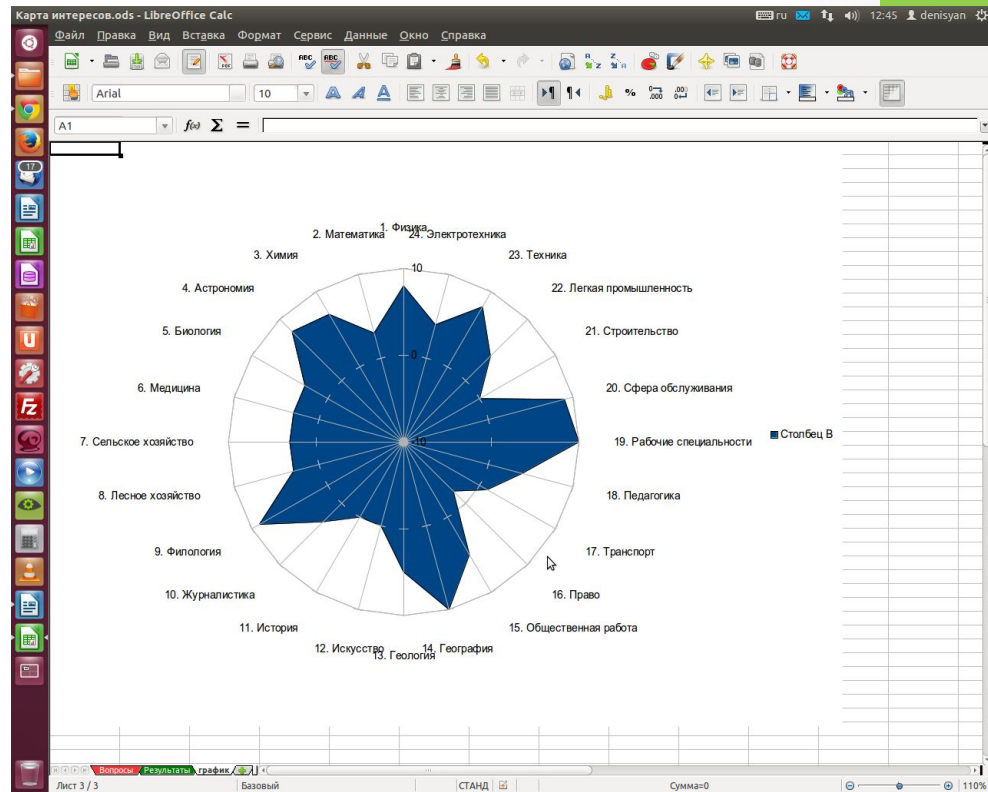 Карта интересов.ods - LibreOffice Calc ru 12:45 denisyan
Файл Правка Вид Вставка Формат Сервис Данные Окно Справка
Arial 10
A1 f(x) Σ =
1. Физика
2. Математика 24. Электротехника
3. Химия 23. Техника
10
4. Астрономия 22. Легкая промышленность
5. Биология 21. Строительство
0
6. Медицина 20. Сфера обслуживания
Столбец B
7. Сельское хозяйство -10 19. Рабочие специальности
8. Лесное хозяйство 18. Педагогика
9. Филология 17. Транспорт
10. Журналистика 16. Право
11. История 15. Общественная работа
12. Искусство 14. География
13. Геология
Вопросы Результаты график
Лист 3 / 3 Базовый СТАНД Сумма=0 110%